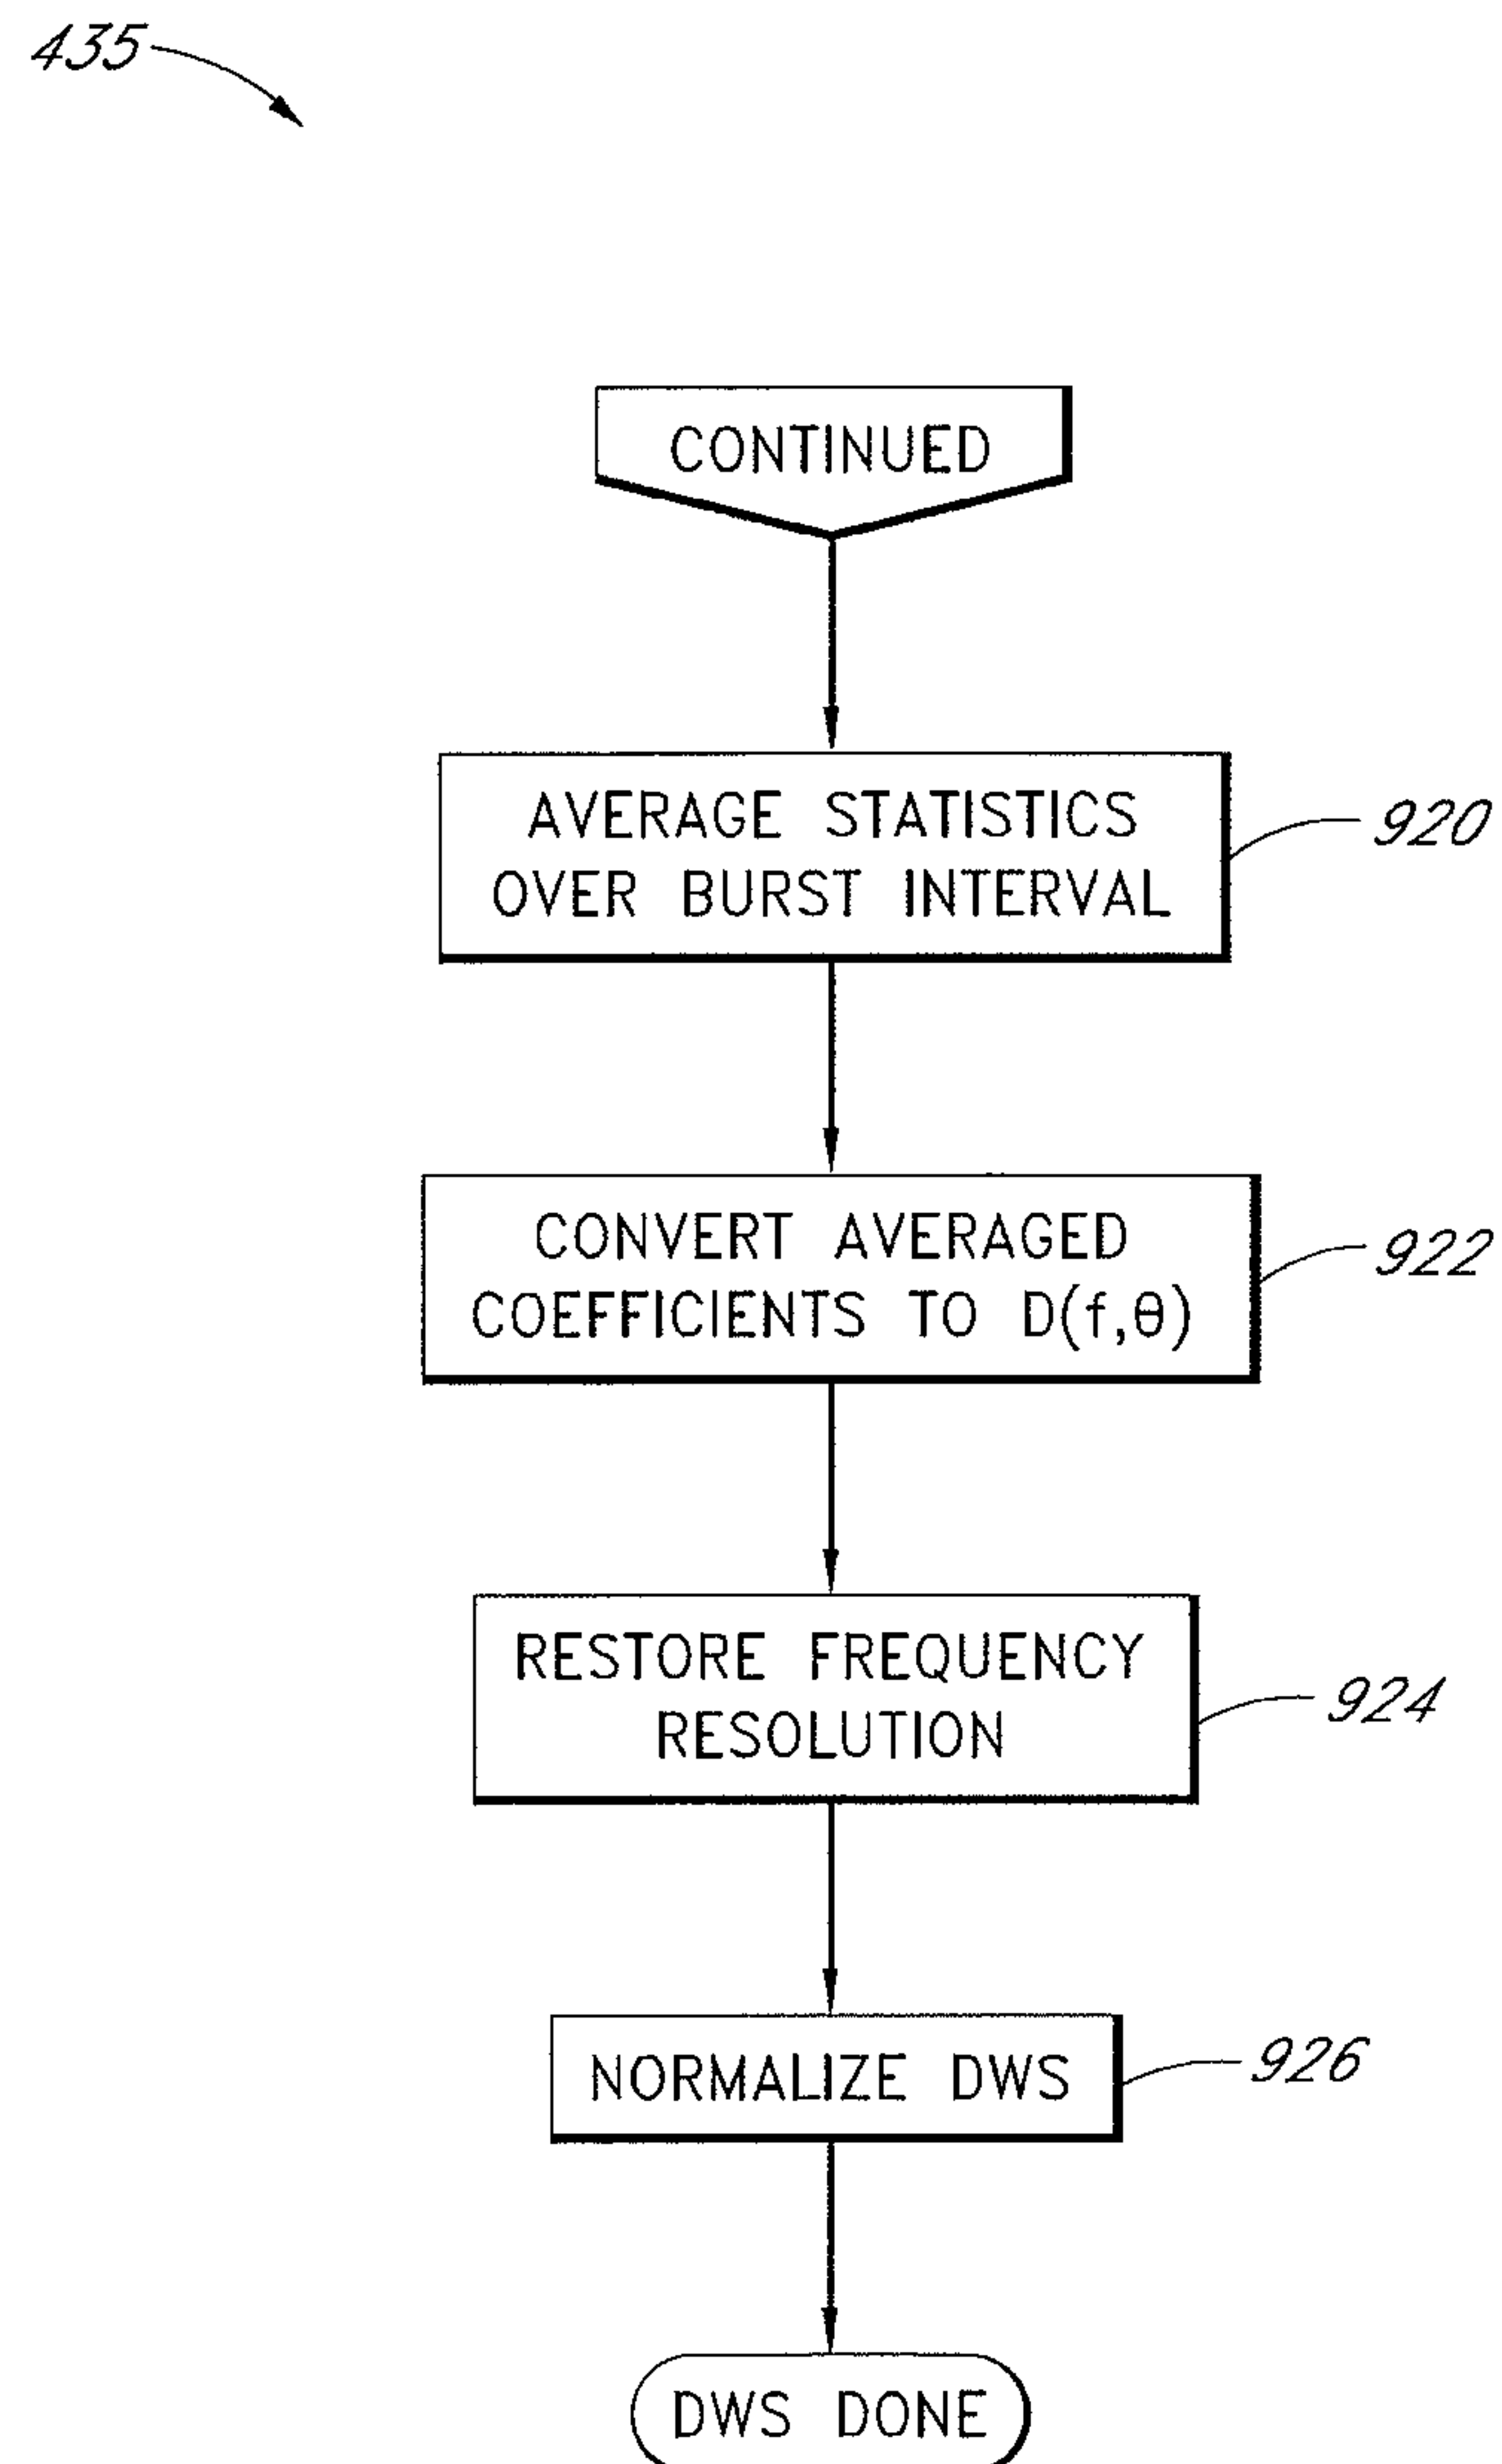 435
CONTINUED
AVERAGE STATISTICS
OVER BURST INTERVAL
920
CONVERT AVERAGED
COEFFICIENTS TO D(f,θ)
922
RESTORE FREQUENCY
RESOLUTION
924
NORMALIZE DWS
926
DWS DONE